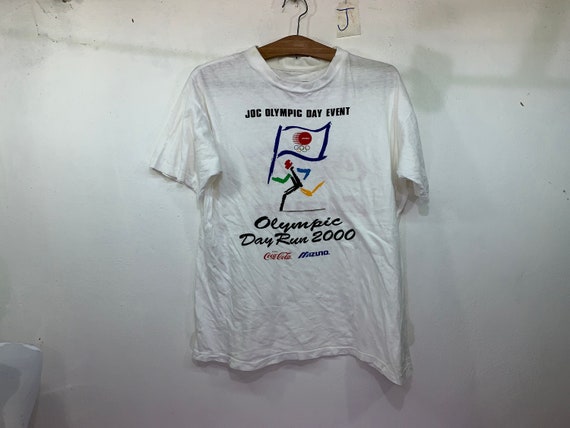 J
JOC OLYMPIC DAY EVENT
Olympic
Day Run 2000
Coca-Cola Mizuno